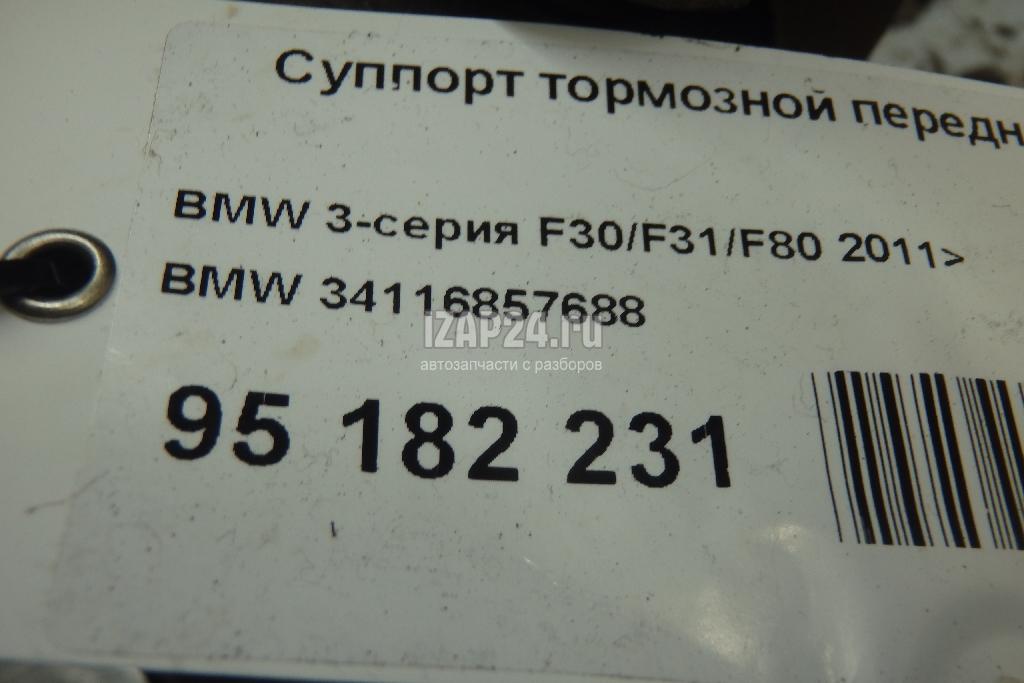 Суппорт тормозной передн
BMW 3-серия F30/F31/F80 2011>
BMW 34116857688
IZAP24.ru
автозапчасти с разборов
95 182 231